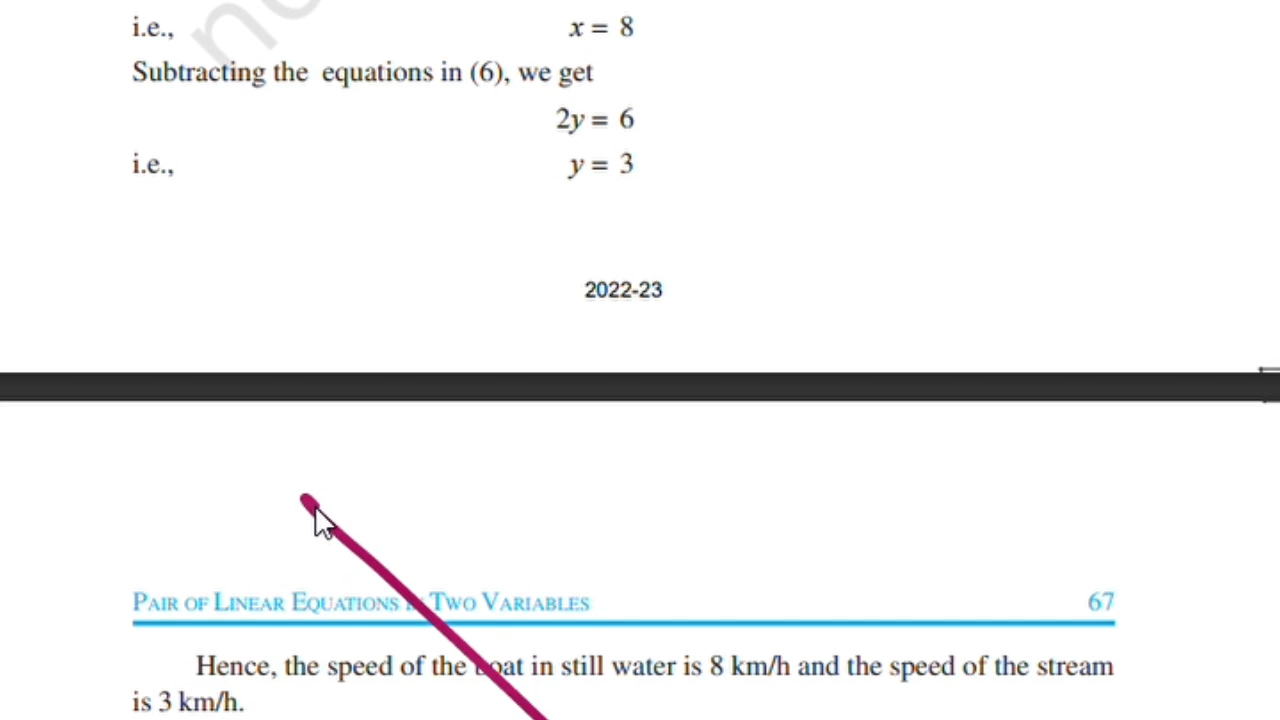 i.e., x = 8
Subtracting the equations in (6), we get
2y = 6
i.e., y = 3
2022-23
PAIR OF LINEAR EQUATIONS IN TWO VARIABLES 67
Hence, the speed of the boat in still water is 8 km/h and the speed of the stream
is 3 km/h.